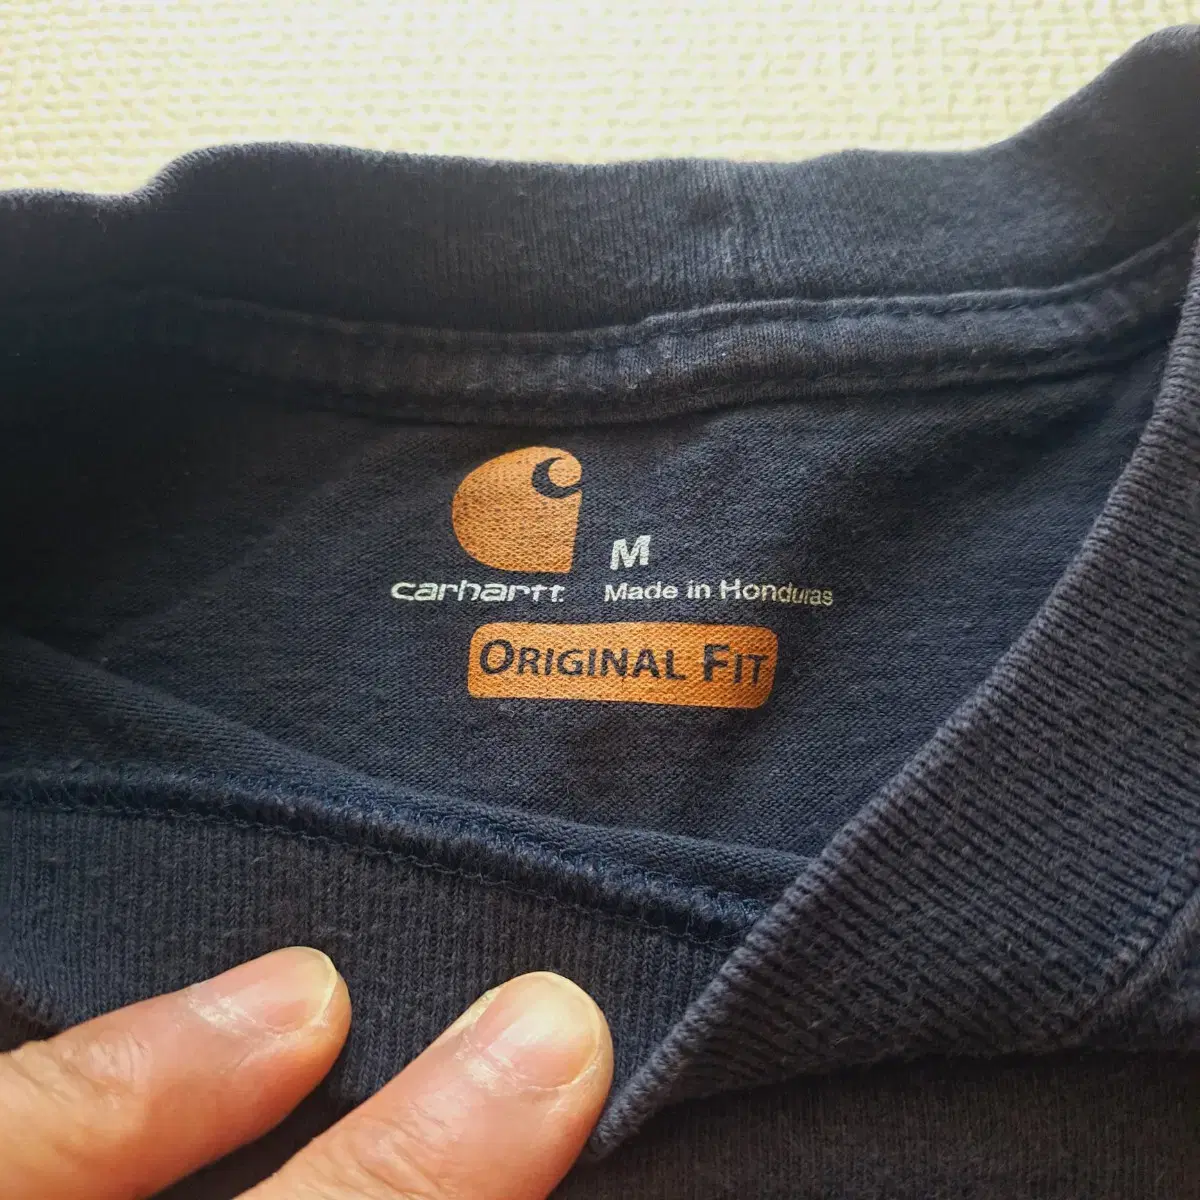 M
carhartt. Made in Honduras
ORIGINAL FIT